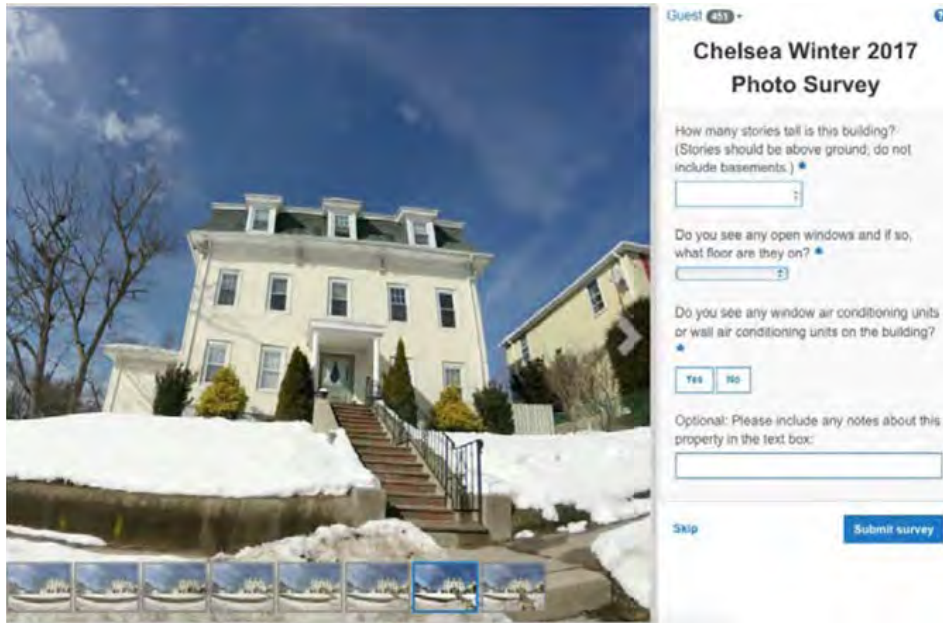 Guest 451
Chelsea Winter 2017
Photo Survey
How many stories tall is this building?
(Stories should be above ground; do not
include basements.) *
Do you see any open windows and if so,
what floor are they on? *
Do you see any window air conditioning units
or wall air conditioning units on the building?
*
Yes No
Optional: Please include any notes about this
property in the text box:
Skip Submit survey